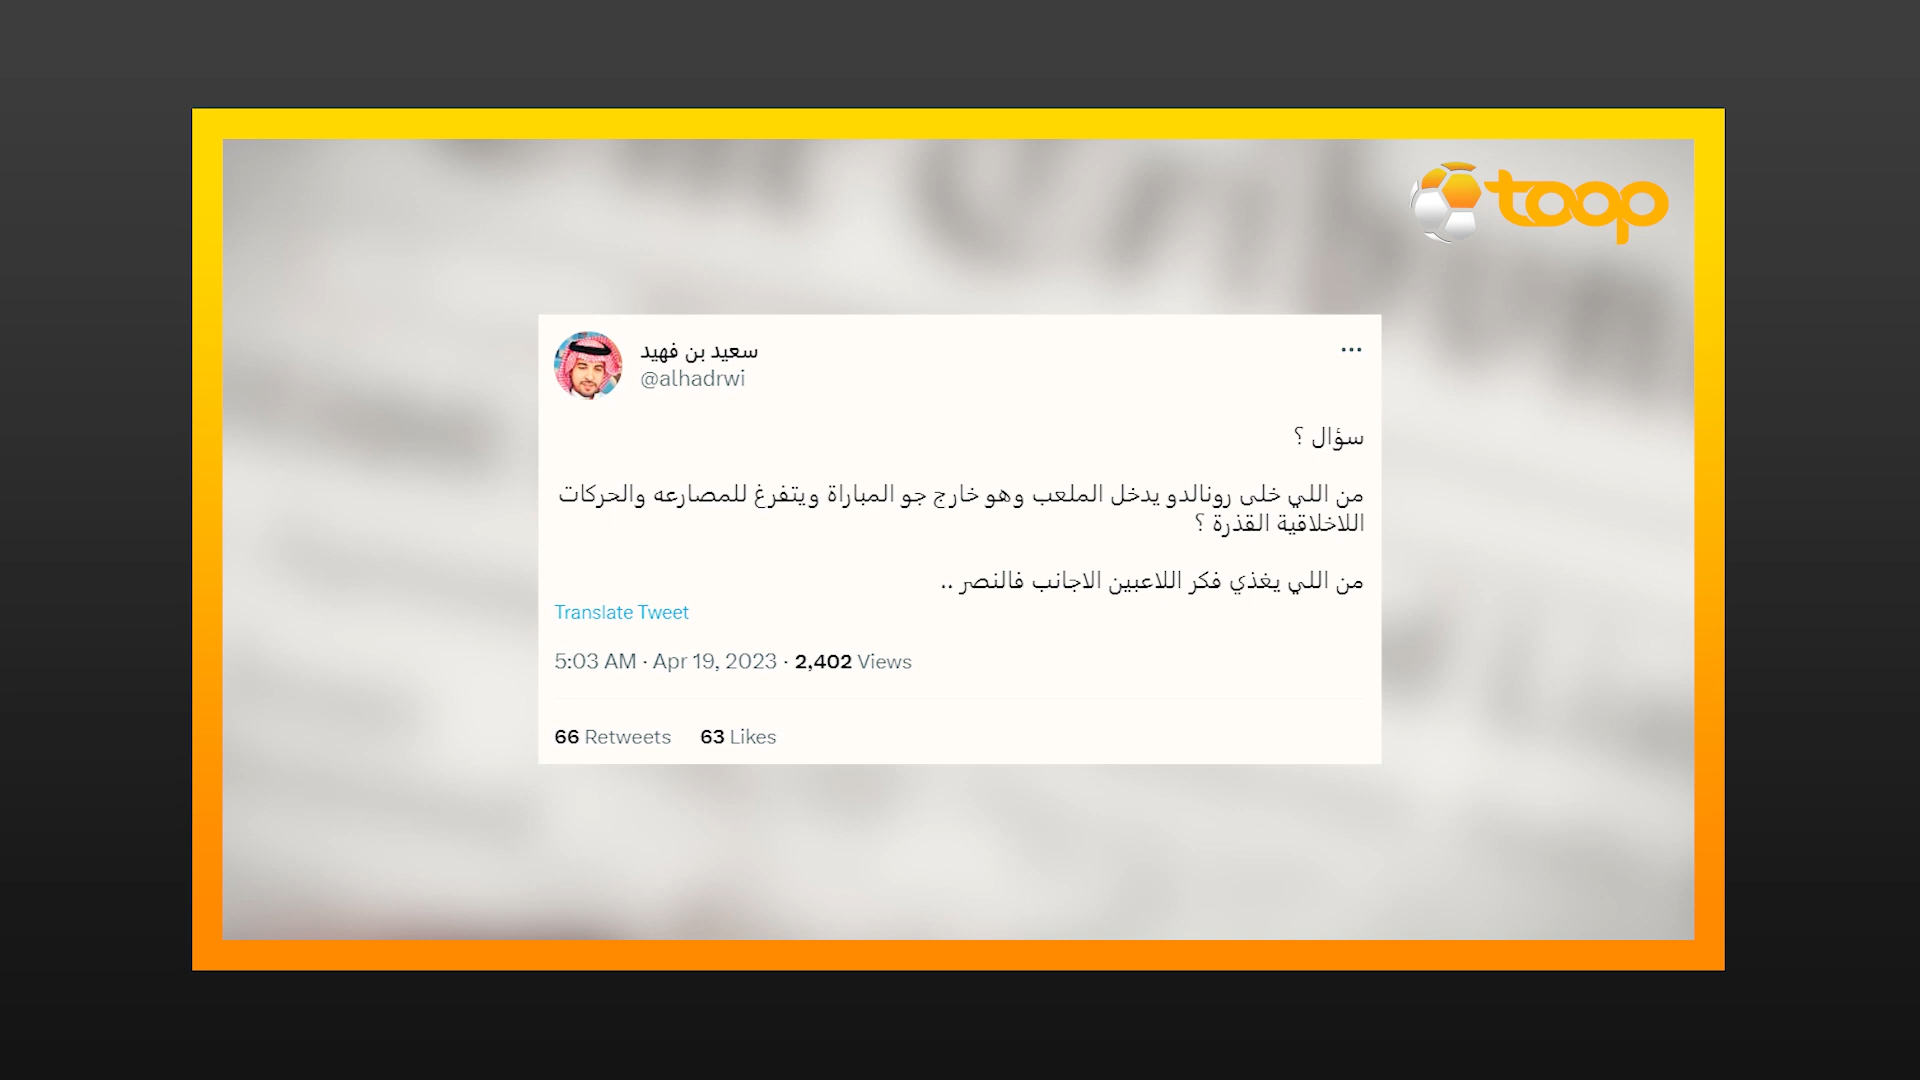 toop
سعيد بن فهيد
@alhadrwi
سؤال ؟
من اللي خلى رونالدو يدخل الملعب وهو خارج جو المباراة ويتفرغ للمصارعه والحركات
اللاخلاقية القذرة ؟
من اللي يغذي فكر اللاعبين الاجانب فالنصر ..
Translate Tweet
5:03 AM · Apr 19, 2023 · 2,402 Views
66 Retweets 63 Likes